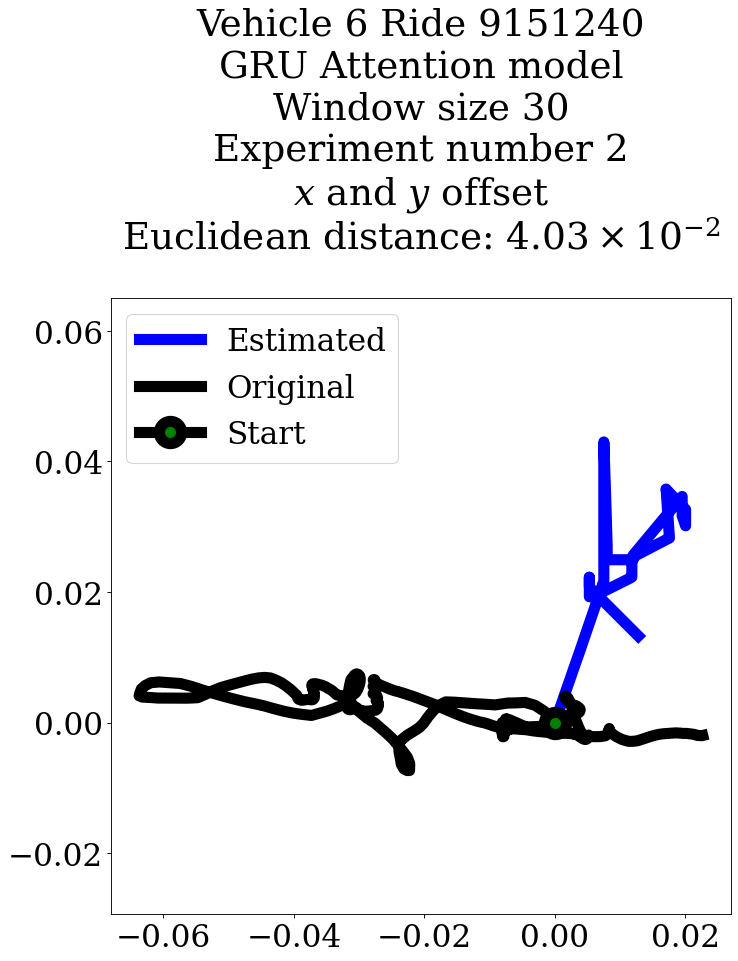 Vehicle 6 Ride 9151240
GRU Attention model
Window size 30
Experiment number 2
x and y offset
Euclidean distance: 4.03 × 10⁻²
Estimated
Original
Start
0.06
0.04
0.02
0.00
−0.02
−0.06
−0.04
−0.02
0.00
0.02